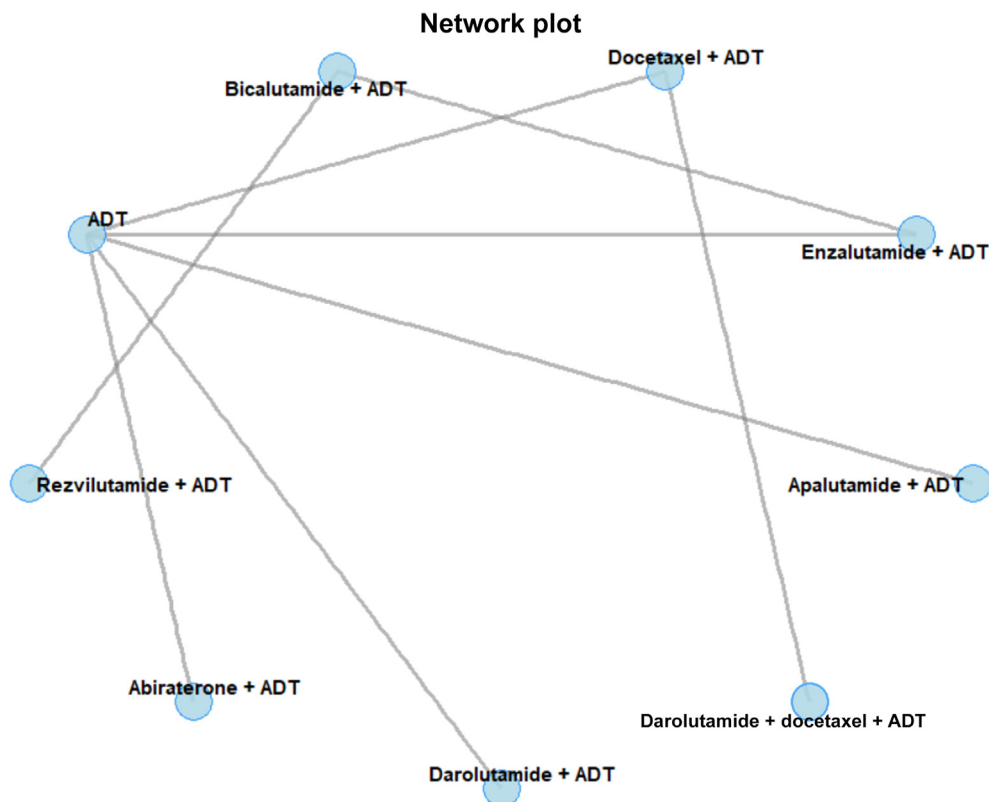 Network plot
Docetaxel + ADT
Bicalutamide + ADT
ADT
Enzalutamide + ADT
Rezvilutamide + ADT
Apalutamide + ADT
Abiraterone + ADT
Darolutamide + docetaxel + ADT
Darolutamide + ADT